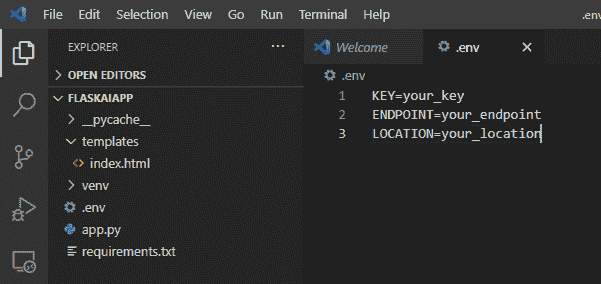 File Edit Selection View Go Run Terminal Help .env
EXPLORER ...
OPEN EDITORS
FLASKAIAPP
__pycache__
templates
<> index.html
venv
.env
app.py
requirements.txt
Welcome .env
.env
1 KEY=your_key
2 ENDPOINT=your_endpoint
3 LOCATION=your_location